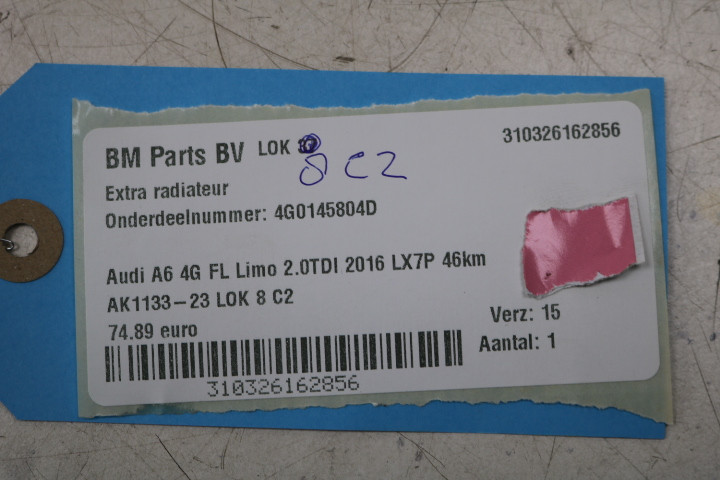 BM Parts BV LOK 310326162856
8 C2
Extra radiateur
Onderdeelnummer: 4G0145804D
Audi A6 4G FL Limo 2.0TDI 2016 LX7P 46km
AK1133-23 LOK 8 C2
74.89 euro
Verz: 15
Aantal: 1
310326162856